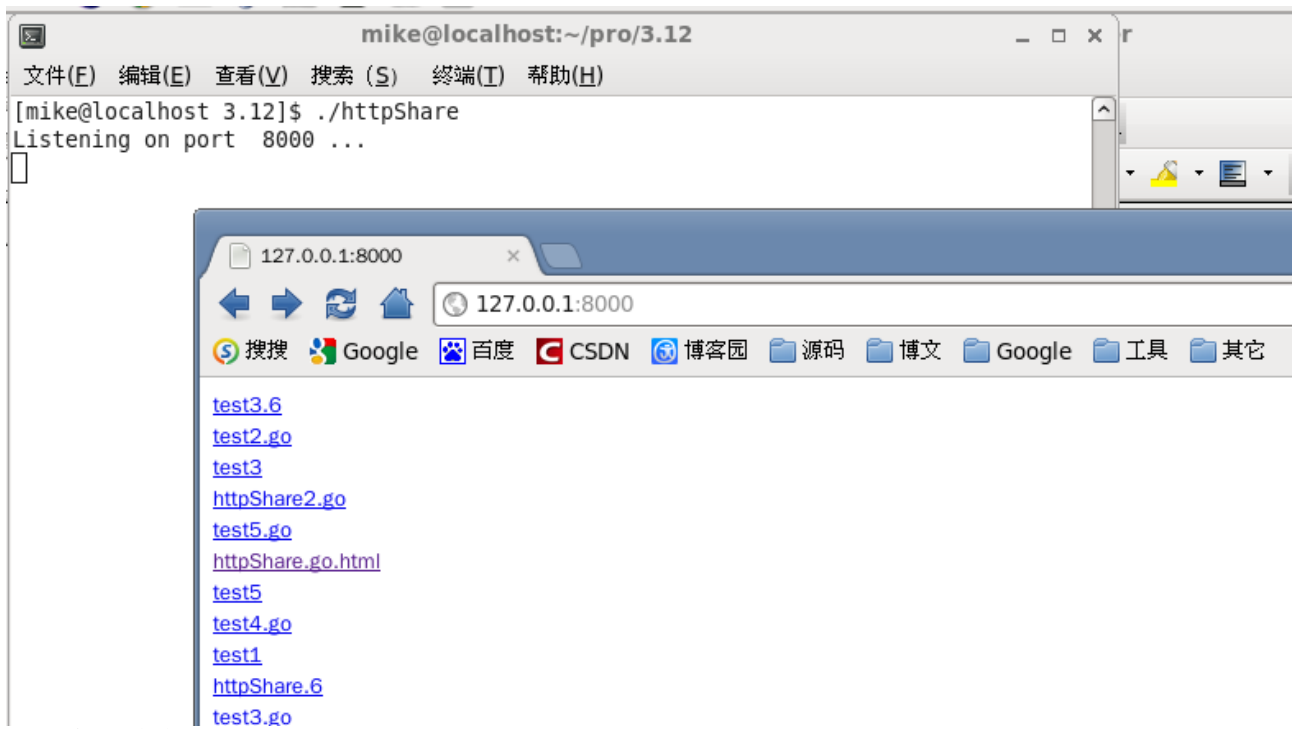 mike@localhost:~/pro/3.12
文件(F) 编辑(E) 查看(V) 搜索 (S) 终端(T) 帮助(H)
[mike@localhost 3.12]$ ./httpShare
Listening on port  8000 ...
127.0.0.1:8000
127.0.0.1:8000
搜搜 Google 百度 CSDN 博客园 源码 博文 Google 工具 其它
test3.6
test2.go
test3
httpShare2.go
test5.go
httpShare.go.html
test5
test4.go
test1
httpShare.6
test3.go